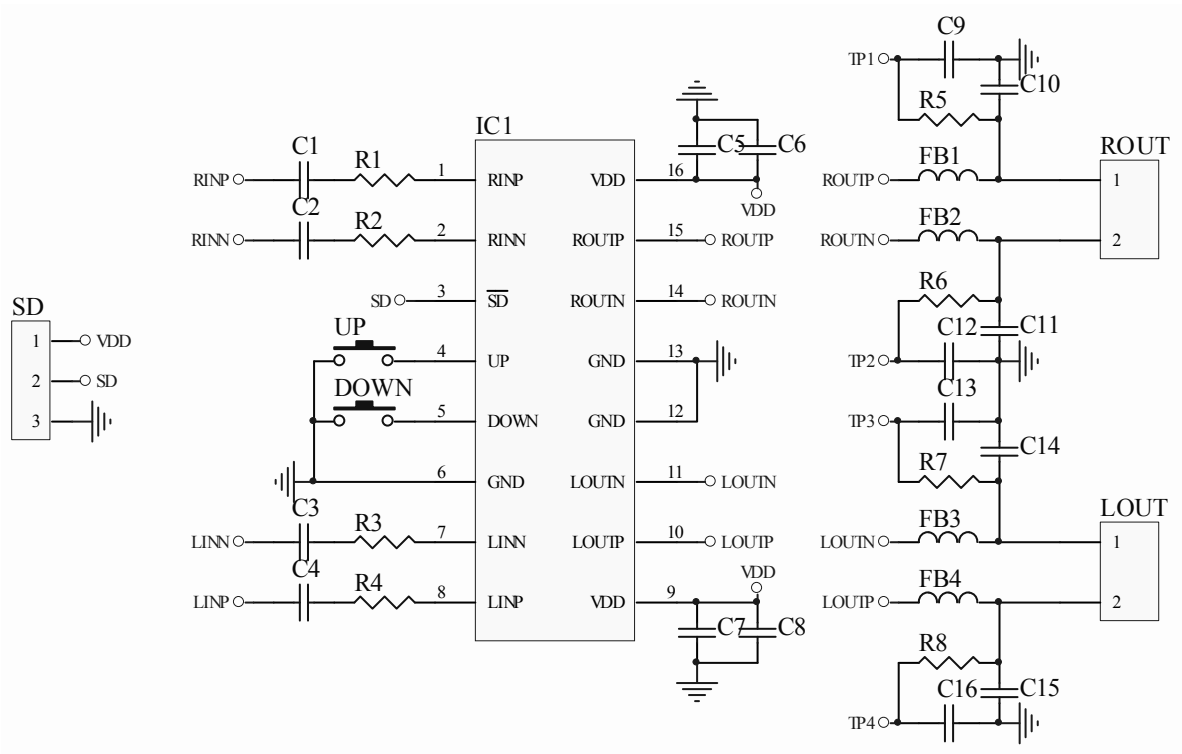 C9
TP1
C10
R5
IC1
C5 C6
C1
R1
ROUT
FB1
RINP 1 RINP VDD 16 ROUTP 1
C2
VDD
R2
FB2
RINN 2 RINN ROUTP 15 ROUTP ROUTN 2
R6
SD
SD 3 SD ROUTN 14 ROUTN
UP
C12 C11
1 VDD
4 UP GND 13 TP2
2 SD
DOWN
C13
3
5 DOWN GND 12 TP3
C14
R7
6 GND LOUTN 11 LOUTN
C3
R3
LOUT
FB3
LINN 7 LINN LOUTP 10 LOUTP LOUTN 1
C4
R4
VDD
FB4
LINP 8 LINP VDD 9 LOUTP 2
C7 C8
R8
C16 C15
TP4